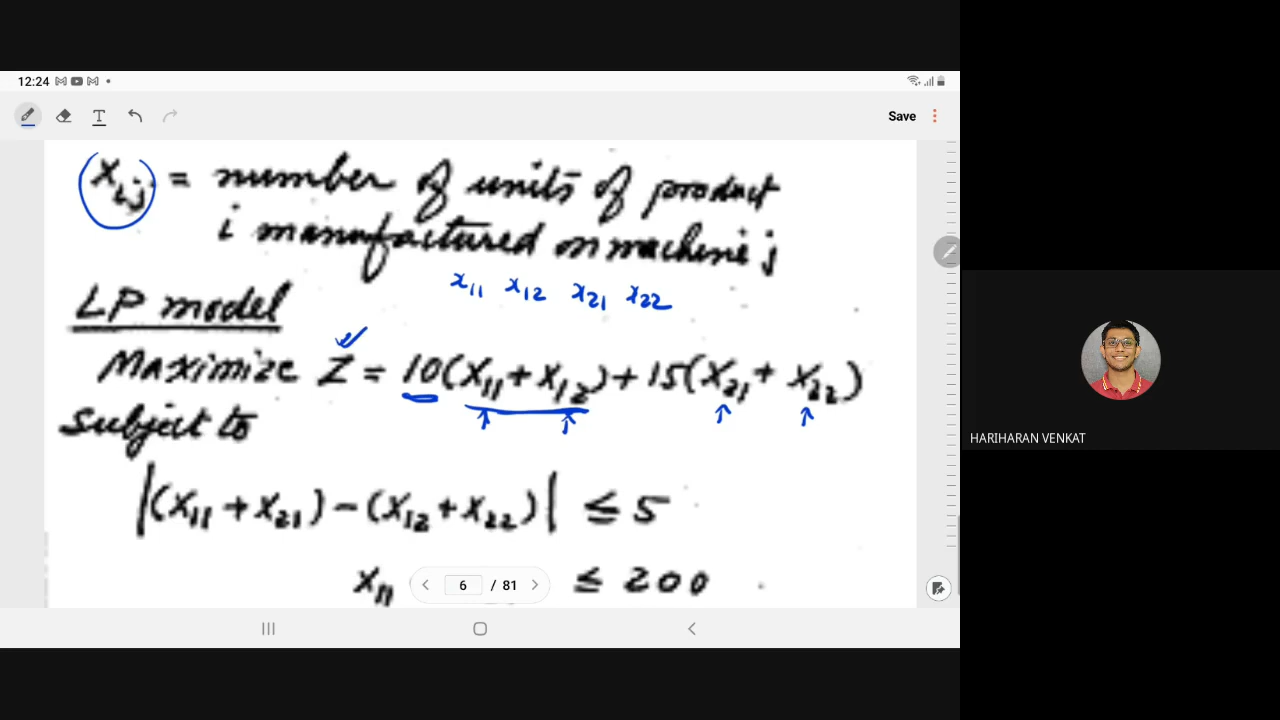 12:24
Save
Xij = number of units of product
i manufactured on machine j
x11 x12 x21 x22
LP model
Maximize Z = 10(X11 + X12) + 15(X21 + X22)
Subject to
|(X11 + X21) - (X12 + X22)| ≤ 5
X11 ≤ 200
6 / 81
HARIHARAN VENKAT